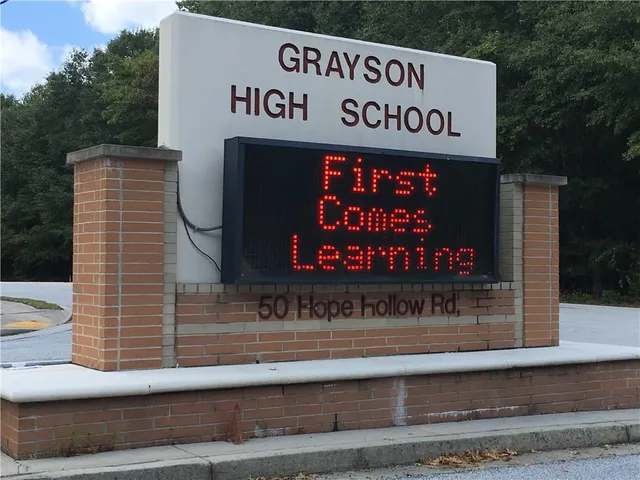 GRAYSON
HIGH SCHOOL
First
Comes
Learning
50 Hope Hollow Rd,